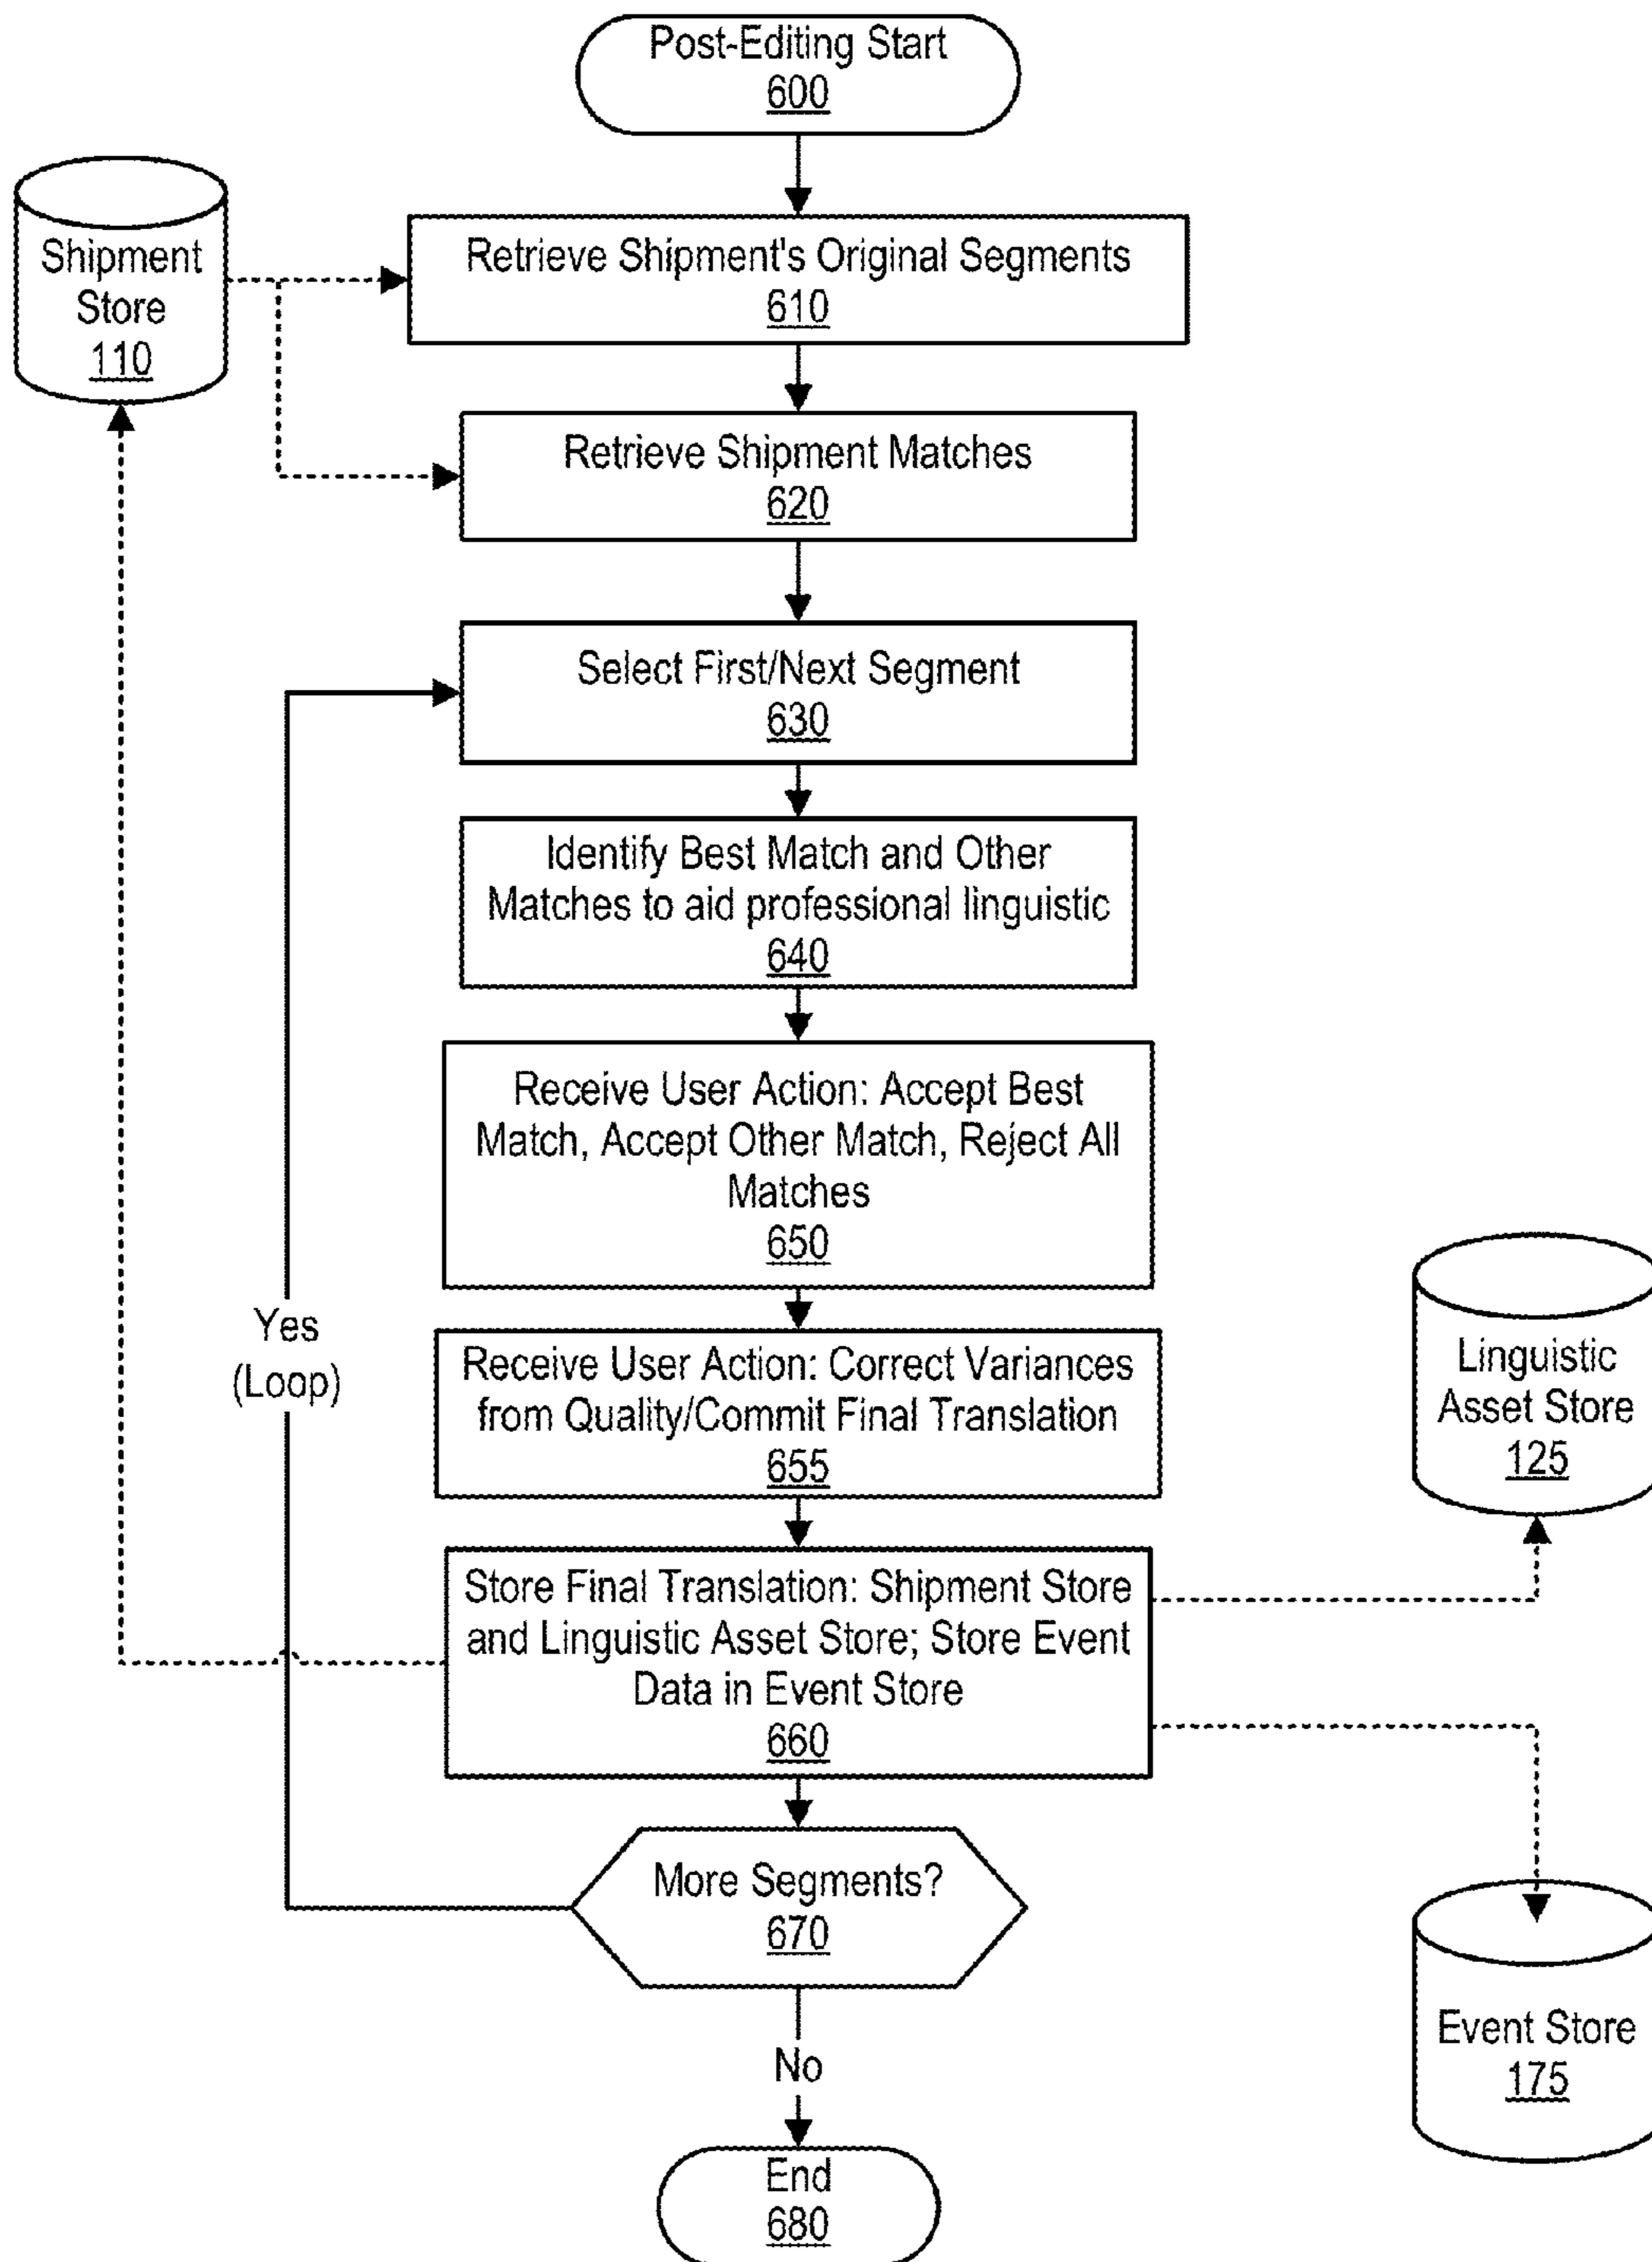 Post-Editing Start
600
Shipment
Store
110
Retrieve Shipment's Original Segments
610
Retrieve Shipment Matches
620
Select First/Next Segment
630
Identify Best Match and Other
Matches to aid professional linguistic
640
Receive User Action: Accept Best
Match, Accept Other Match, Reject All
Matches
650
Yes
(Loop)
Receive User Action: Correct Variances
from Quality/Commit Final Translation
655
Linguistic
Asset Store
125
Store Final Translation: Shipment Store
and Linguistic Asset Store; Store Event
Data in Event Store
660
More Segments?
670
No
Event Store
175
End
680